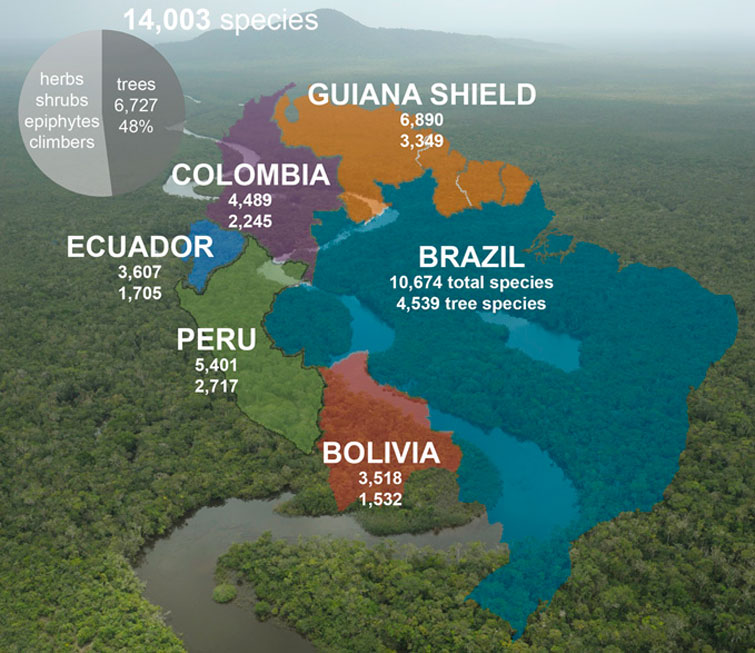 14,003 species
herbs
shrubs
epiphytes
climbers
trees
6,727
48%
GUIANA SHIELD
6,890
3,349
COLOMBIA
4,489
2,245
ECUADOR
3,607
1,705
BRAZIL
10,674 total species
4,539 tree species
PERU
5,401
2,717
BOLIVIA
3,518
1,532